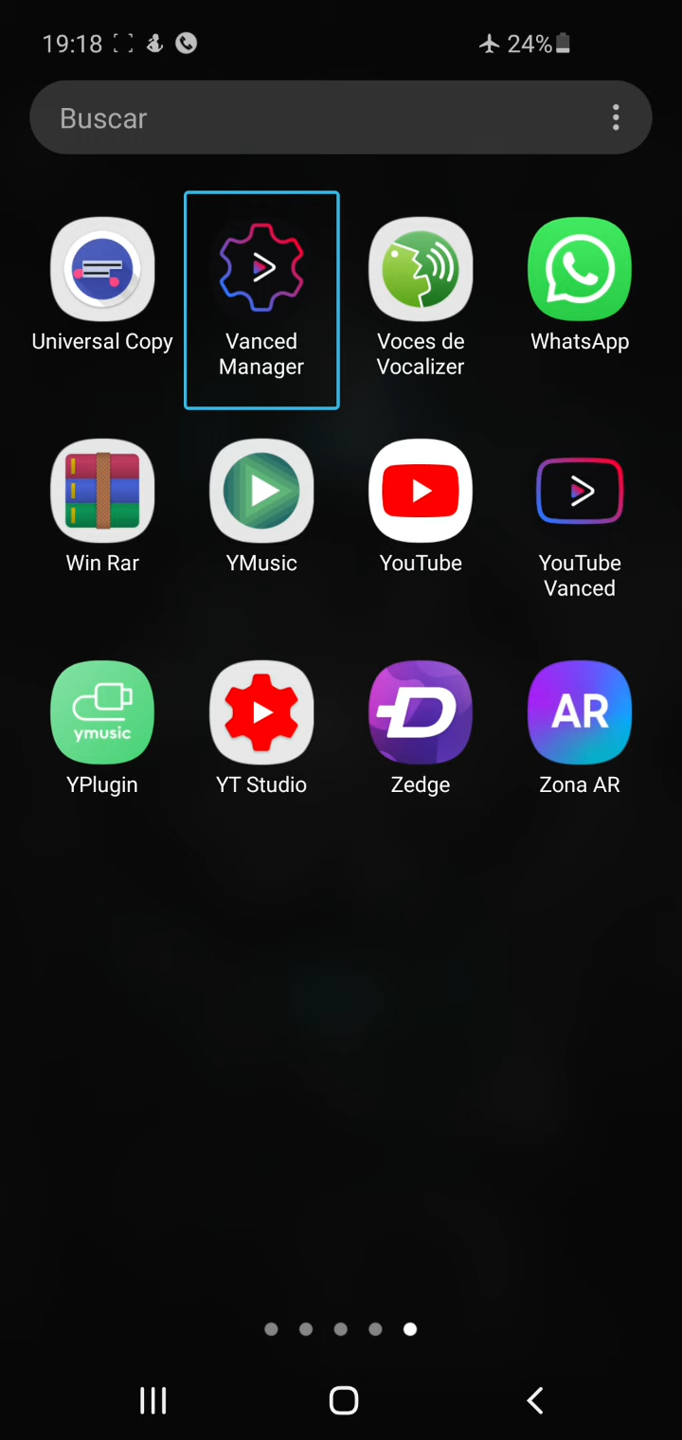 19:18
24%
Buscar
Universal Copy
Vanced
Manager
Voces de
Vocalizer
WhatsApp
Win Rar
YMusic
YouTube
YouTube
Vanced
ymusic
YPlugin
YT Studio
Zedge
AR
Zona AR